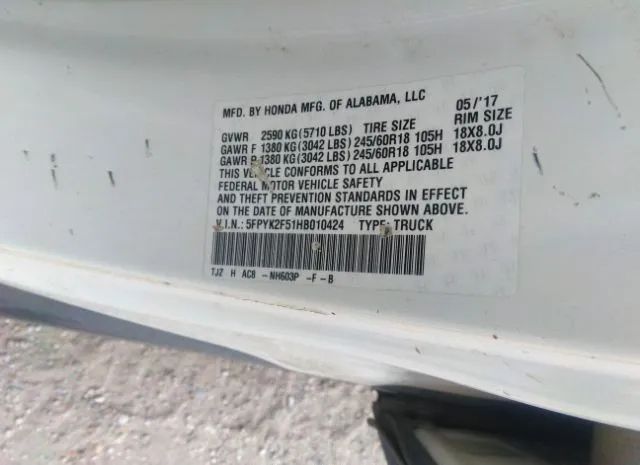 MFD. BY HONDA MFG. OF ALABAMA, LLC 05/'17
GVWR 2590 KG (5710 LBS) TIRE SIZE RIM SIZE
GAWR F 1380 KG (3042 LBS) 245/60R18 105H 18X8.0J
GAWR R 1380 KG (3042 LBS) 245/60R18 105H 18X8.0J
THIS VEHICLE CONFORMS TO ALL APPLICABLE
FEDERAL MOTOR VEHICLE SAFETY
AND THEFT PREVENTION STANDARDS IN EFFECT
ON THE DATE OF MANUFACTURE SHOWN ABOVE.
V.I.N.: 5FPYK2F51HB010424 TYPE: TRUCK
TJZ H AC8 -NH603P -F -B